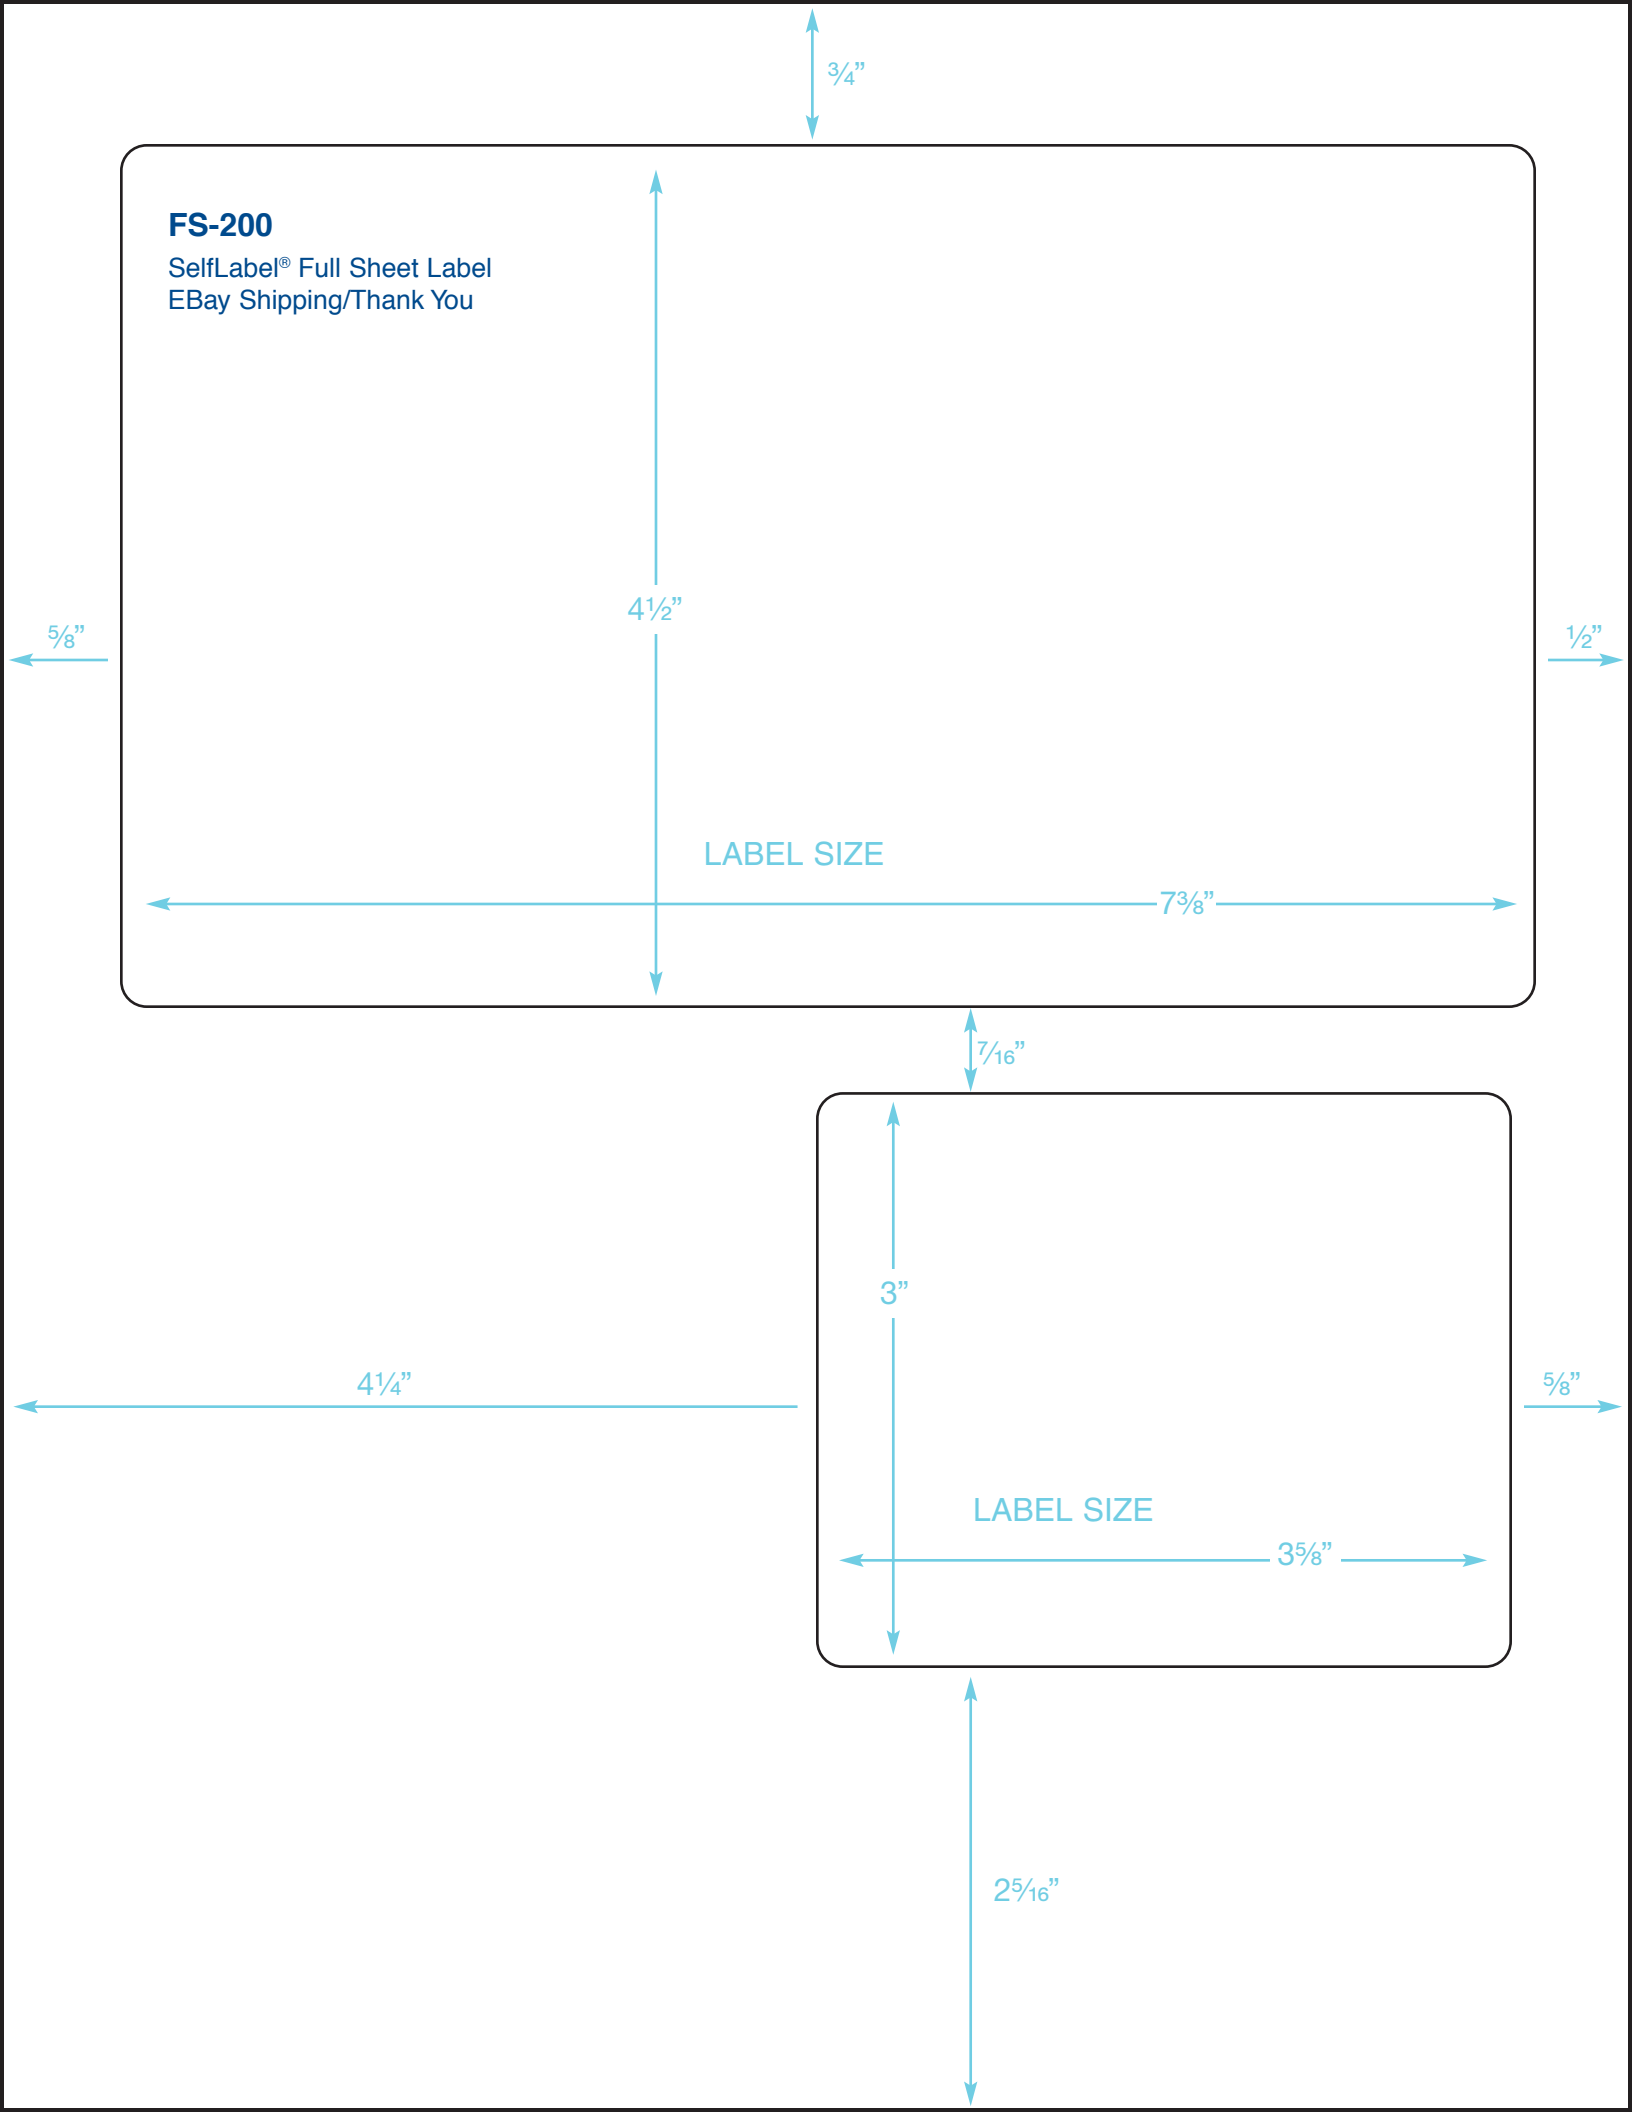 ¾”
FS-200
SelfLabel® Full Sheet Label
EBay Shipping/Thank You
4½”
⅝”
½”
LABEL SIZE
7⅜”
7⁄16”
3”
4¼”
⅝”
LABEL SIZE
3⅝”
25⁄16”